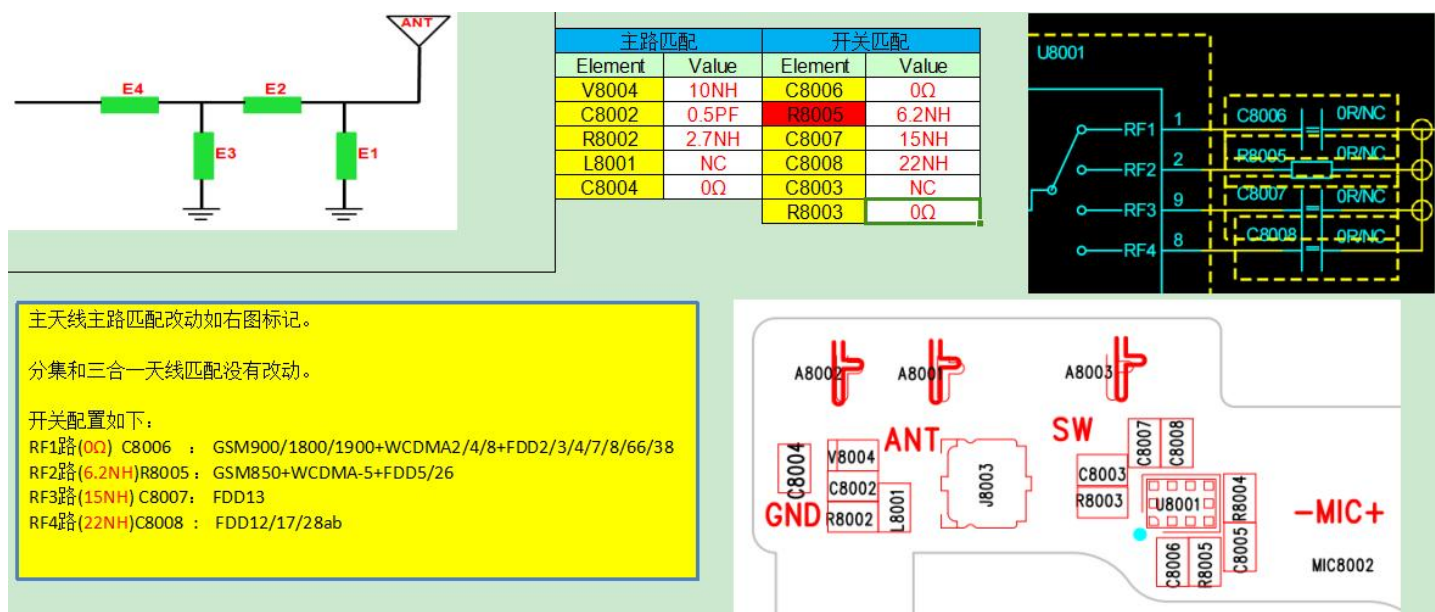 ANT
E4
E2
E3
E1
主路匹配 开关匹配
Element Value Element Value
V8004 10NH C8006 0Ω
C8002 0.5PF R8005 6.2NH
R8002 2.7NH C8007 15NH
L8001 NC C8008 22NH
C8004 0Ω C8003 NC
R8003 0Ω
U8001
RF1 1 C8006 0R/NC
RF2 2 R8005 0R/NC
RF3 9 C8007 0R/NC
RF4 8 C8008 0R/NC
主天线主路匹配改动如右图标记。
分集和三合一天线匹配没有改动。
开关配置如下：
RF1路(0Ω) C8006 ： GSM900/1800/1900+WCDMA2/4/8+FDD2/3/4/7/8/66/38
RF2路(6.2NH)R8005：GSM850+WCDMA-5+FDD5/26
RF3路(15NH) C8007： FDD13
RF4路(22NH)C8008 ： FDD12/17/28ab
A8002 A8001 A8003
ANT
SW
GND
C8004
V8004
C8002
R8002
L8001
J8003
C8003
R8003
C8007
C8008
U8001
R8004
C8005
C8006
R8005
-MIC+
MIC8002